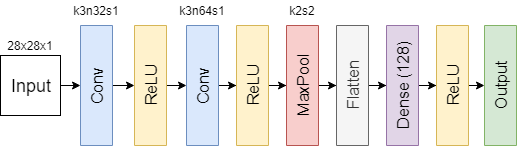 k3n32s1
k3n64s1
k2s2
28x28x1
Input
Conv
ReLU
Conv
ReLU
MaxPool
Flatten
Dense (128)
ReLU
Output